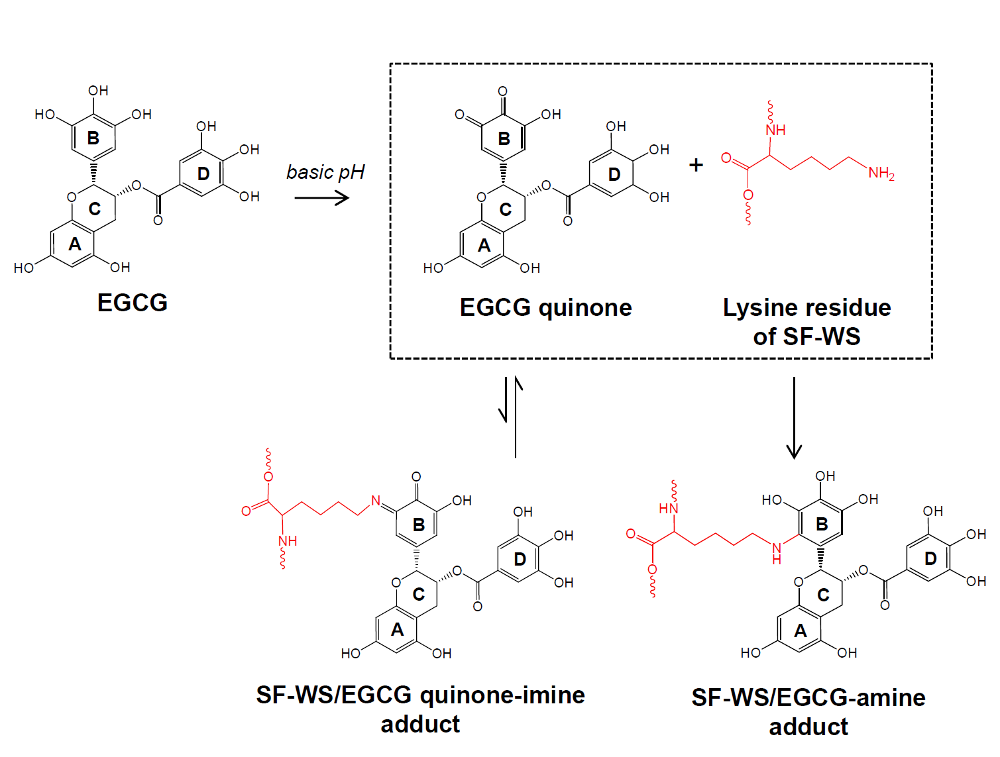 OH
HO
OH
B
OH
OH
D
OH
O
O
O
C
A
HO
OH
EGCG
basic pH
O
O
OH
B
OH
OH
D
OH
O
O
O
C
A
HO
OH
EGCG quinone
+
NH
O
O
NH2
Lysine residue
of SF-WS
O
O
NH
N
O
OH
B
OH
OH
D
OH
O
O
O
C
A
HO
OH
SF-WS/EGCG quinone-imine
adduct
HN
O
O
N
H
OH
HO
OH
B
OH
OH
D
OH
O
O
O
C
A
HO
OH
SF-WS/EGCG-amine
adduct